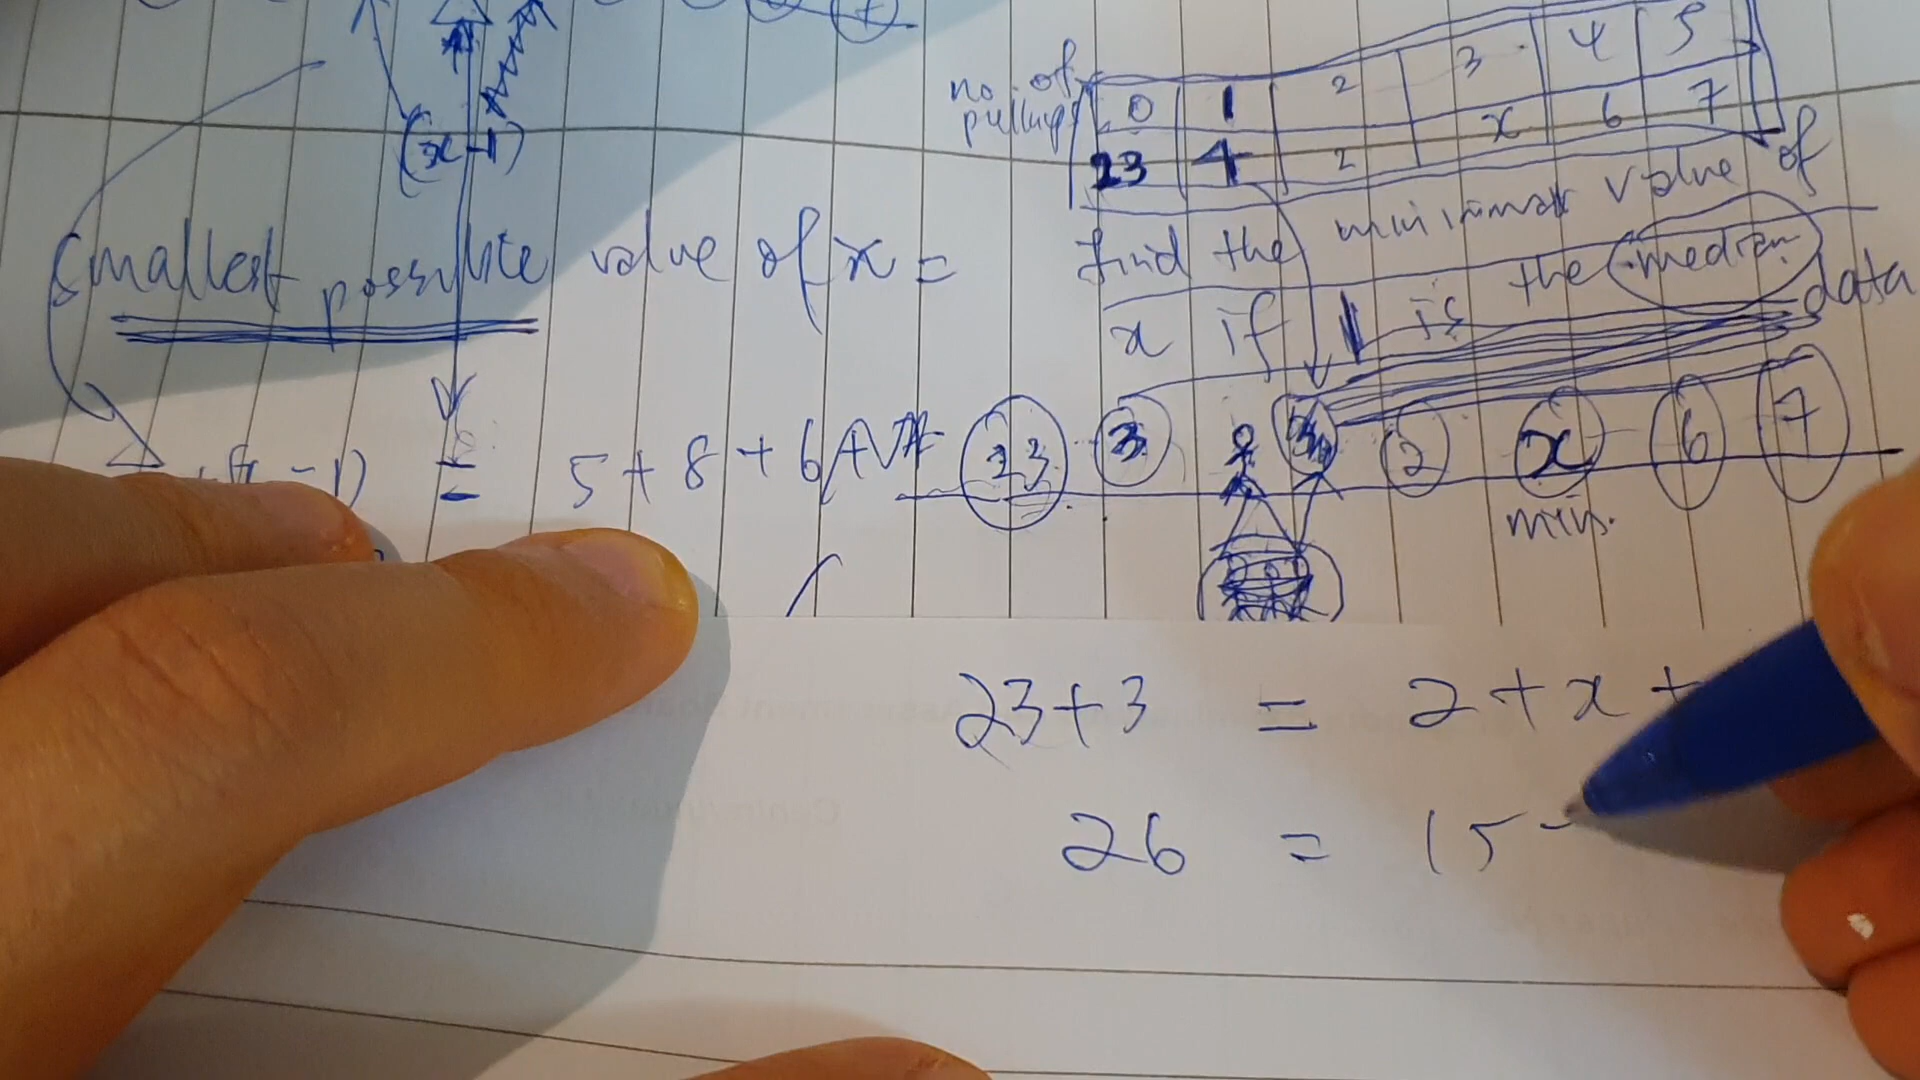 no. of pullups
0 1 2 3 4 5
23 4 2 x 6 7
(x-1)
smallest possible value of x =
find the minimum value of
x if 1 is the median
data
-1) = 5 + 8 + 6
23 3 2 x 6 7
min.
23+3 = 2+x+
26 = 15